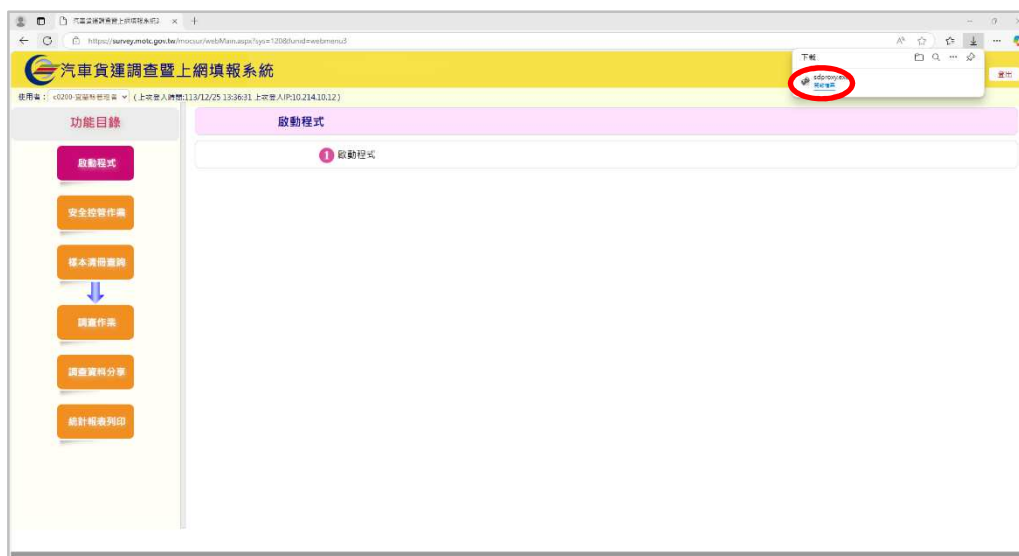 汽車貨運調查暨上網填報系統
https://survey.motc.gov.tw/mocsur/webMain.aspx?sys=120&funid=webmenu3
下載
sdproxy.exe
開啟檔案
汽車貨運調查暨上網填報系統
登出
使用者：
(上次登入時間:113/12/25 13:36:31 上次登入IP:10.214.10.12)
功能目錄
啟動程式
1 啟動程式
啟動程式
安全控管作業
樣本清冊查詢
調查作業
調查資料分享
統計報表列印